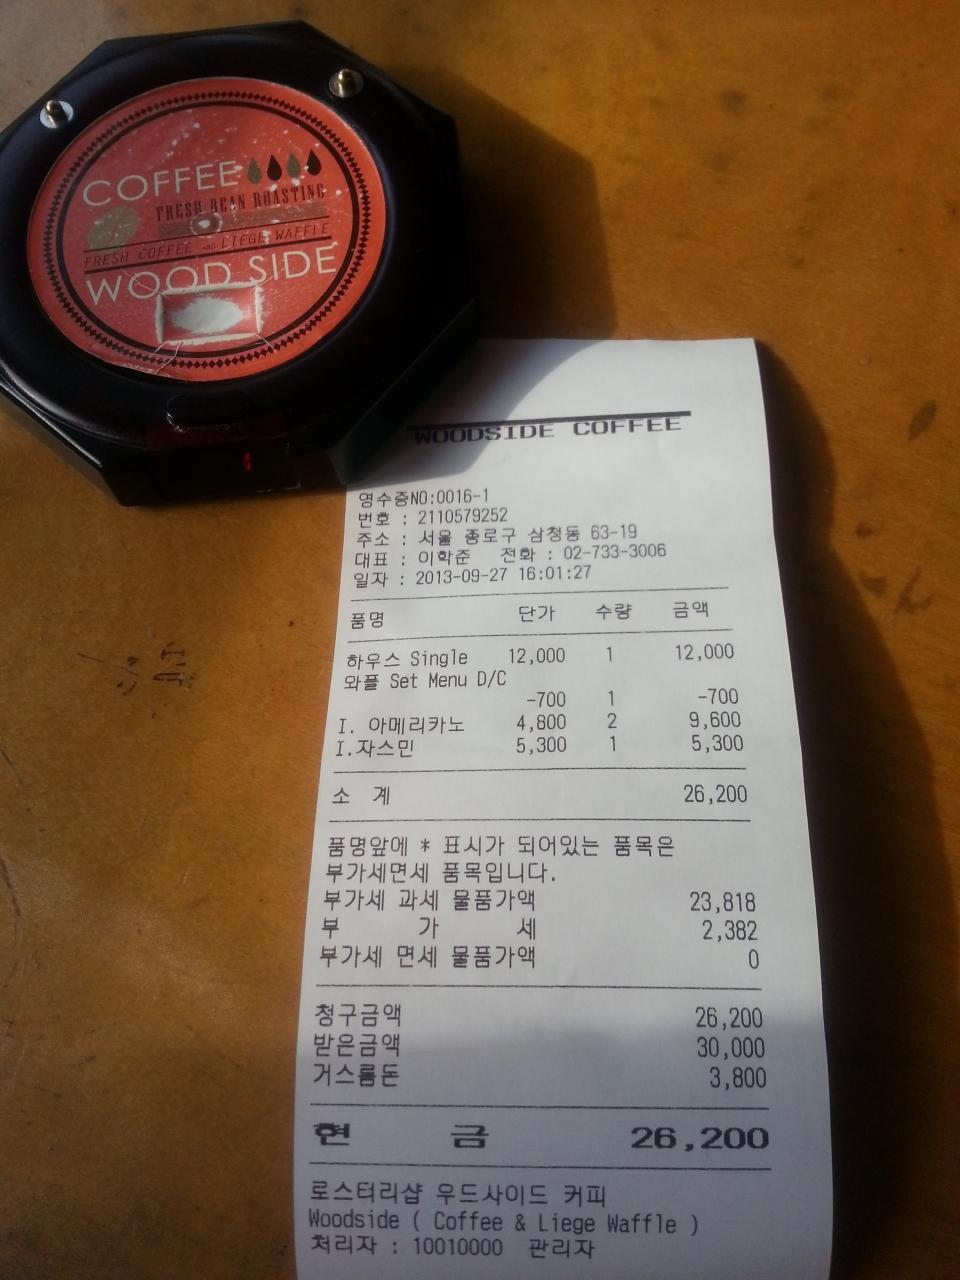 COFFEE
FRESH BEAN ROASTING
FRESH COFFEE AND LIEGE WAFFLE
WOOD SIDE
WOODSIDE COFFEE
영수증NO:0016-1
번호 : 2110579252
주소 : 서울 종로구 삼청동 63-19
대표 : 이학준 전화 : 02-733-3006
일자 : 2013-09-27 16:01:27
품명 단가 수량 금액
하우스 Single 12,000 1 12,000
와플 Set Menu D/C
-700 1 -700
I. 아메리카노 4,800 2 9,600
I.자스민 5,300 1 5,300
소 계 26,200
품명앞에 * 표시가 되어있는 품목은
부가세면세 품목입니다.
부가세 과세 물품가액 23,818
부 가 세 2,382
부가세 면세 물품가액 0
청구금액 26,200
받은금액 30,000
거스름돈 3,800
현 금 26,200
로스터리샵 우드사이드 커피
Woodside ( Coffee & Liege Waffle )
처리자 : 10010000 관리자